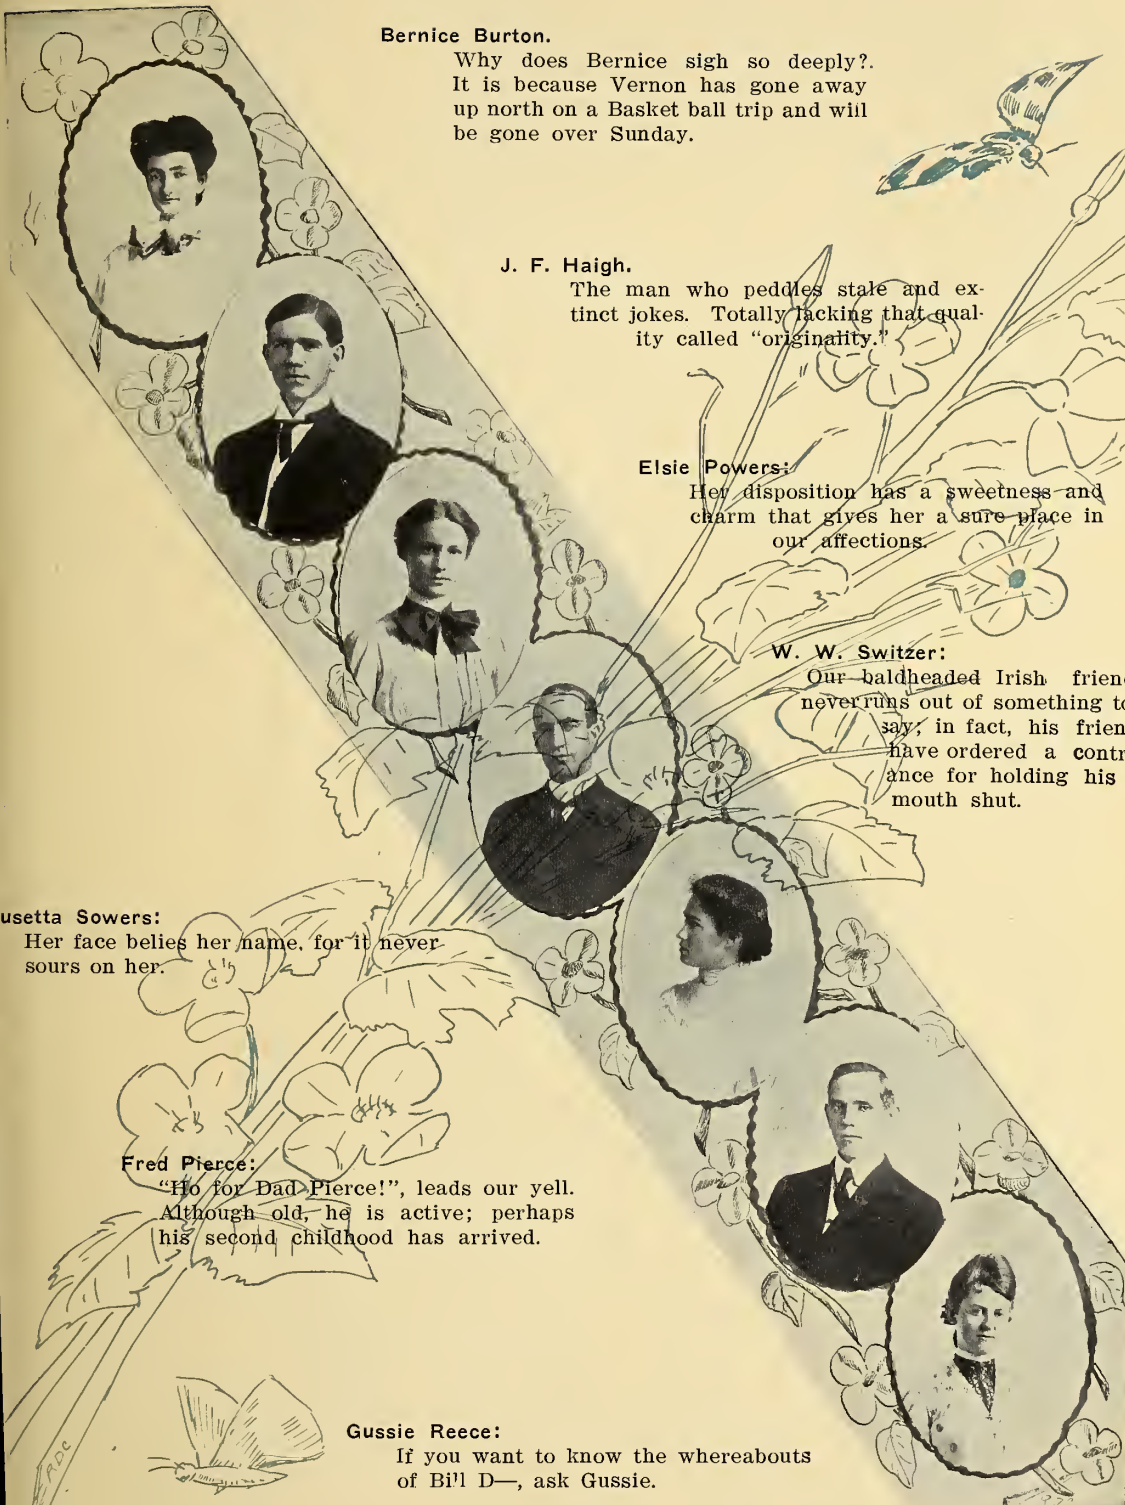 Bernice Burton.
Why does Bernice sigh so deeply?.
It is because Vernon has gone away
up north on a Basket ball trip and will
be gone over Sunday.
J. F. Haigh.
The man who peddles stale and ex-
tinct jokes. Totally lacking that qual-
ity called "originality."
Elsie Powers:
Her disposition has a sweetness and
charm that gives her a sure place in
our affections.
W. W. Switzer:
Our baldheaded Irish frien
never runs out of something to
say; in fact, his frien
have ordered a contr
ance for holding his
mouth shut.
usetta Sowers:
Her face belies her name, for it never
sours on her.
Fred Pierce:
"Ho for Dad Pierce!", leads our yell.
Although old, he is active; perhaps
his second childhood has arrived.
Gussie Reece:
If you want to know the whereabouts
of Bill D—, ask Gussie.
RDC